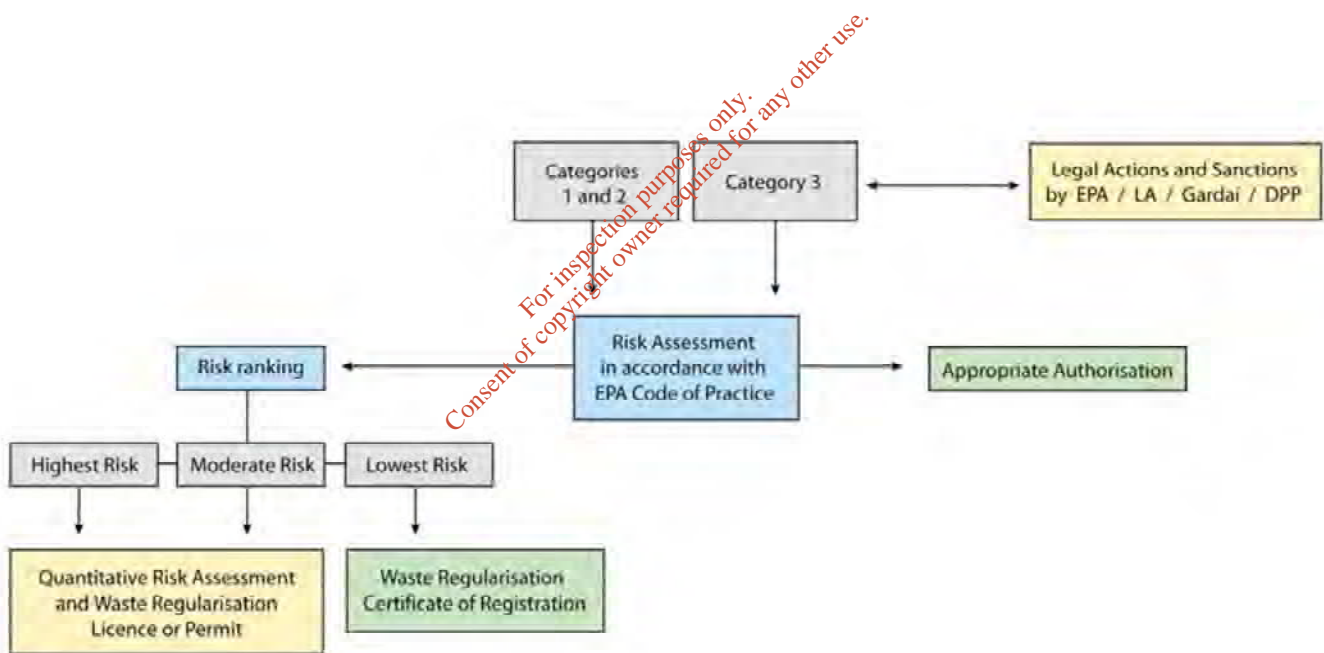 For inspection purposes only.
Consent of copyright owner required for any other use.
Categories
1 and 2
Category 3
Legal Actions and Sanctions
by EPA / LA / Gardaí / DPP
Risk ranking
Risk Assessment
in accordance with
EPA Code of Practice
Appropriate Authorisation
Highest Risk
Moderate Risk
Lowest Risk
Quantitative Risk Assessment
and Waste Regularisation
Licence or Permit
Waste Regularisation
Certificate of Registration